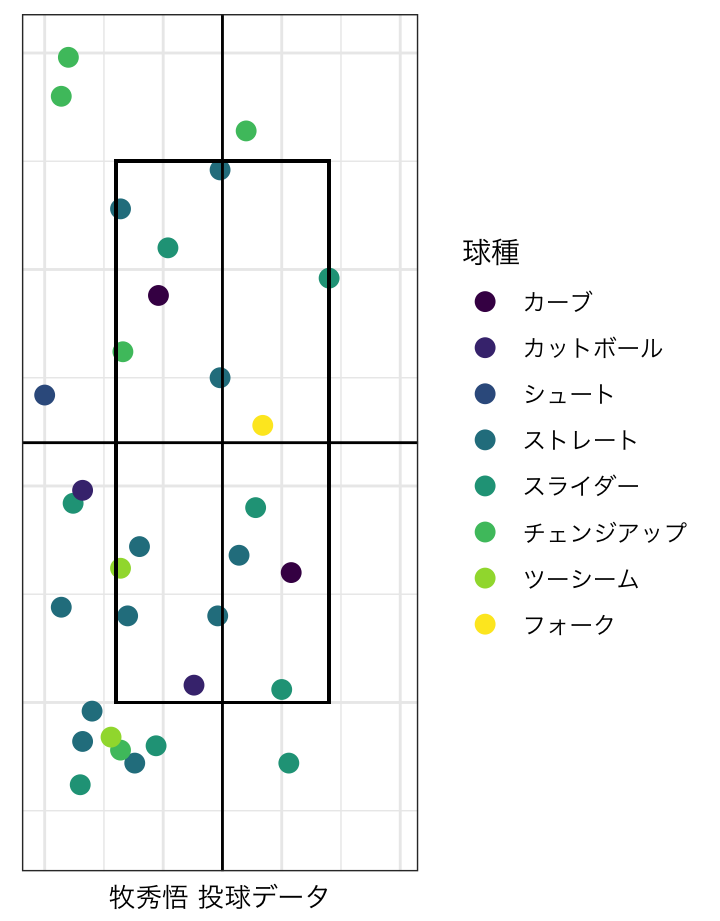 球種
カーブ
カットボール
シュート
ストレート
スライダー
チェンジアップ
ツーシーム
フォーク
牧秀悟 投球データ